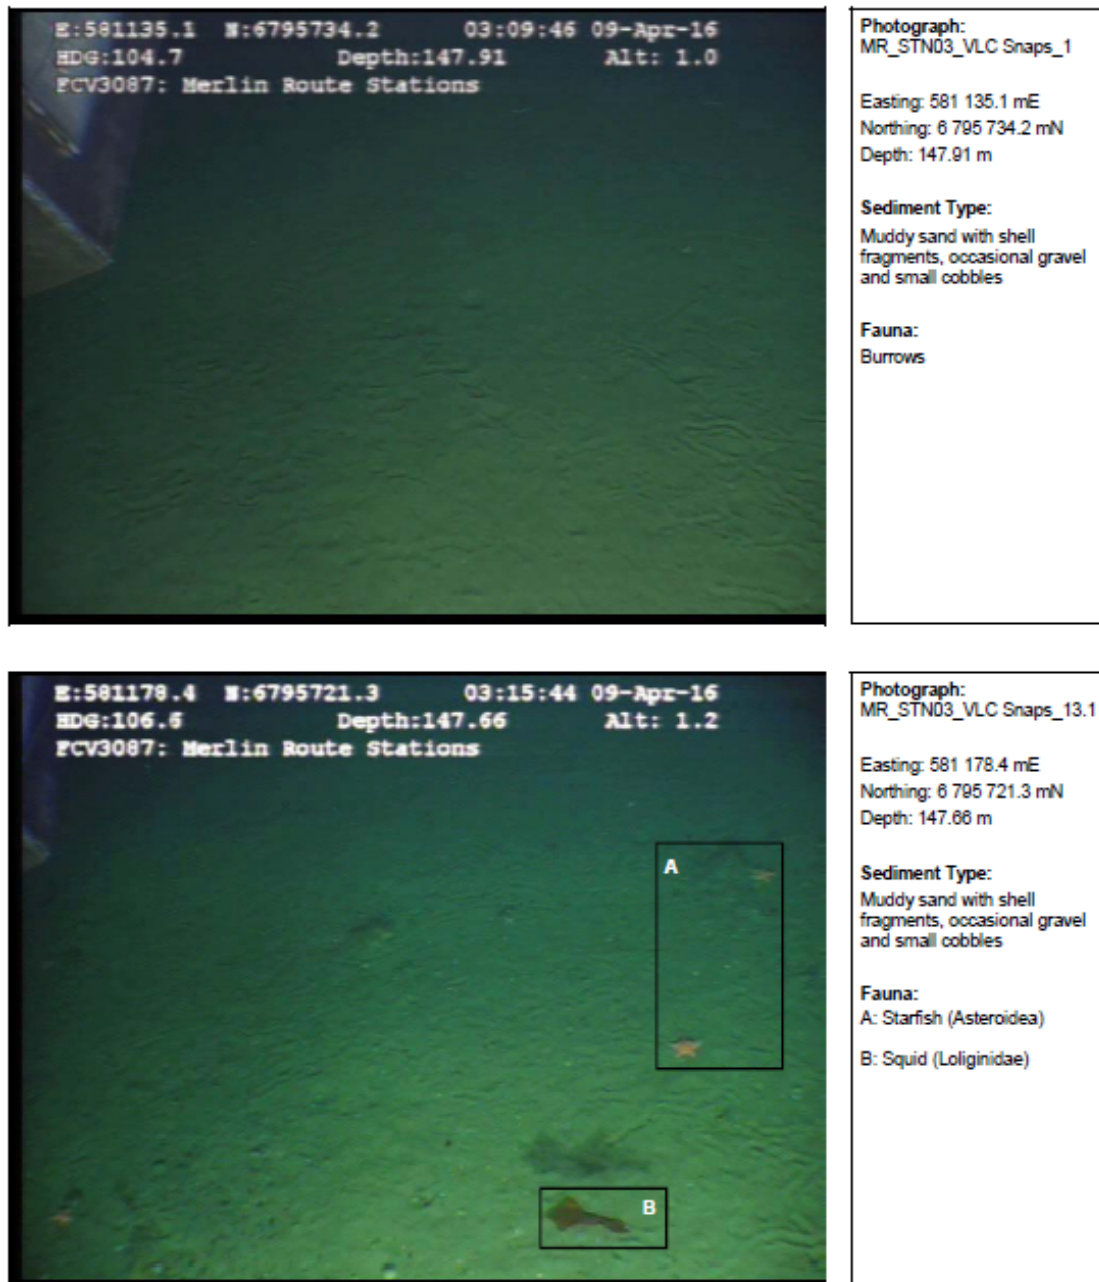 E:581135.1 N:6795734.2 03:09:46 09-Apr-16
HDG:104.7 Depth:147.91 Alt: 1.0
FCV3087: Merlin Route Stations
Photograph:
MR_STN03_VLC Snaps_1
Easting: 581 135.1 mE
Northing: 6 795 734.2 mN
Depth: 147.91 m
Sediment Type:
Muddy sand with shell
fragments, occasional gravel
and small cobbles
Fauna:
Burrows
E:581178.4 N:6795721.3 03:15:44 09-Apr-16
HDG:106.6 Depth:147.66 Alt: 1.2
FCV3087: Merlin Route Stations
A
B
Photograph:
MR_STN03_VLC Snaps_13.1
Easting: 581 178.4 mE
Northing: 6 795 721.3 mN
Depth: 147.66 m
Sediment Type:
Muddy sand with shell
fragments, occasional gravel
and small cobbles
Fauna:
A: Starfish (Asteroidea)
B: Squid (Loliginidae)